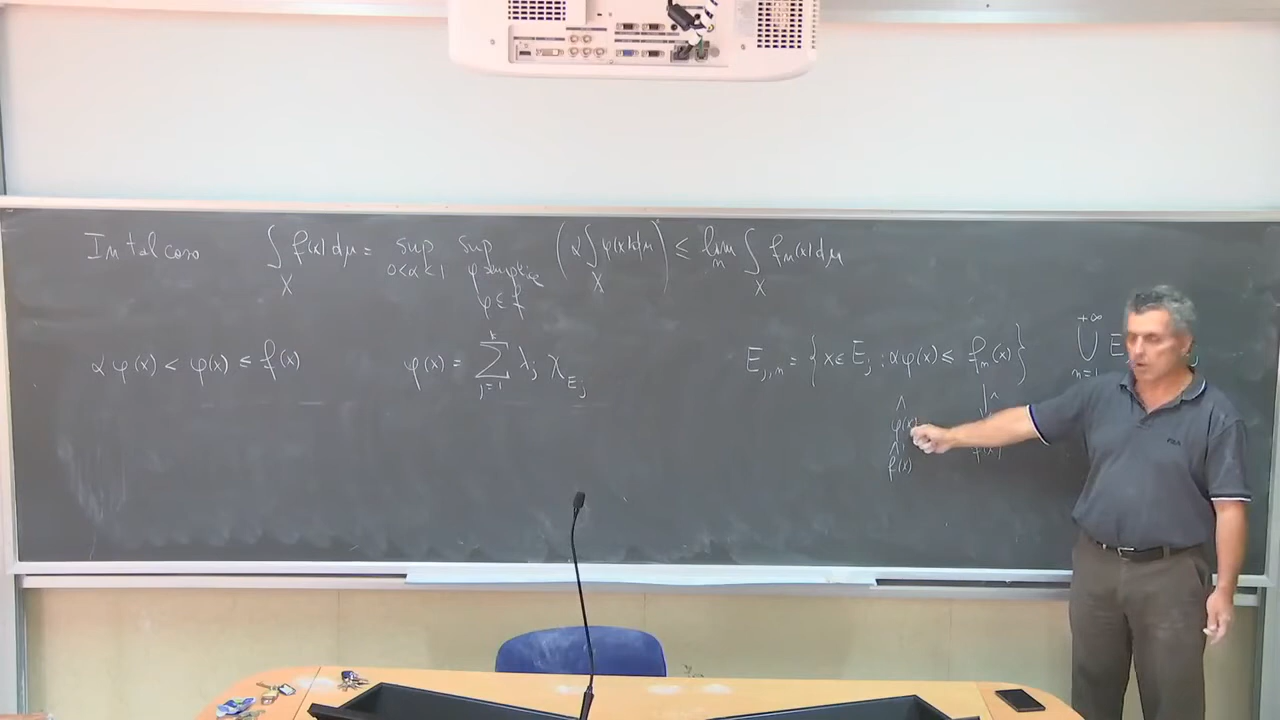 In tal caso ∫_X f(x) dμ = sup_{0<α<1} sup_{φ semplice, φ≤f} (α∫_X φ(x) dμ) ≤ lim_n ∫_X f_n(x) dμ
αφ(x) < φ(x) ≤ f(x) φ(x) = ∑_{j=1}^{k} λ_j χ_{E_j} E_{j,n} = { x ∈ E_j : αφ(x) ≤ f_n(x) } ⋃_{n=1}^{+∞} E
∧ |∧
φ(x)
∧|
f(x) f(x)
FILA